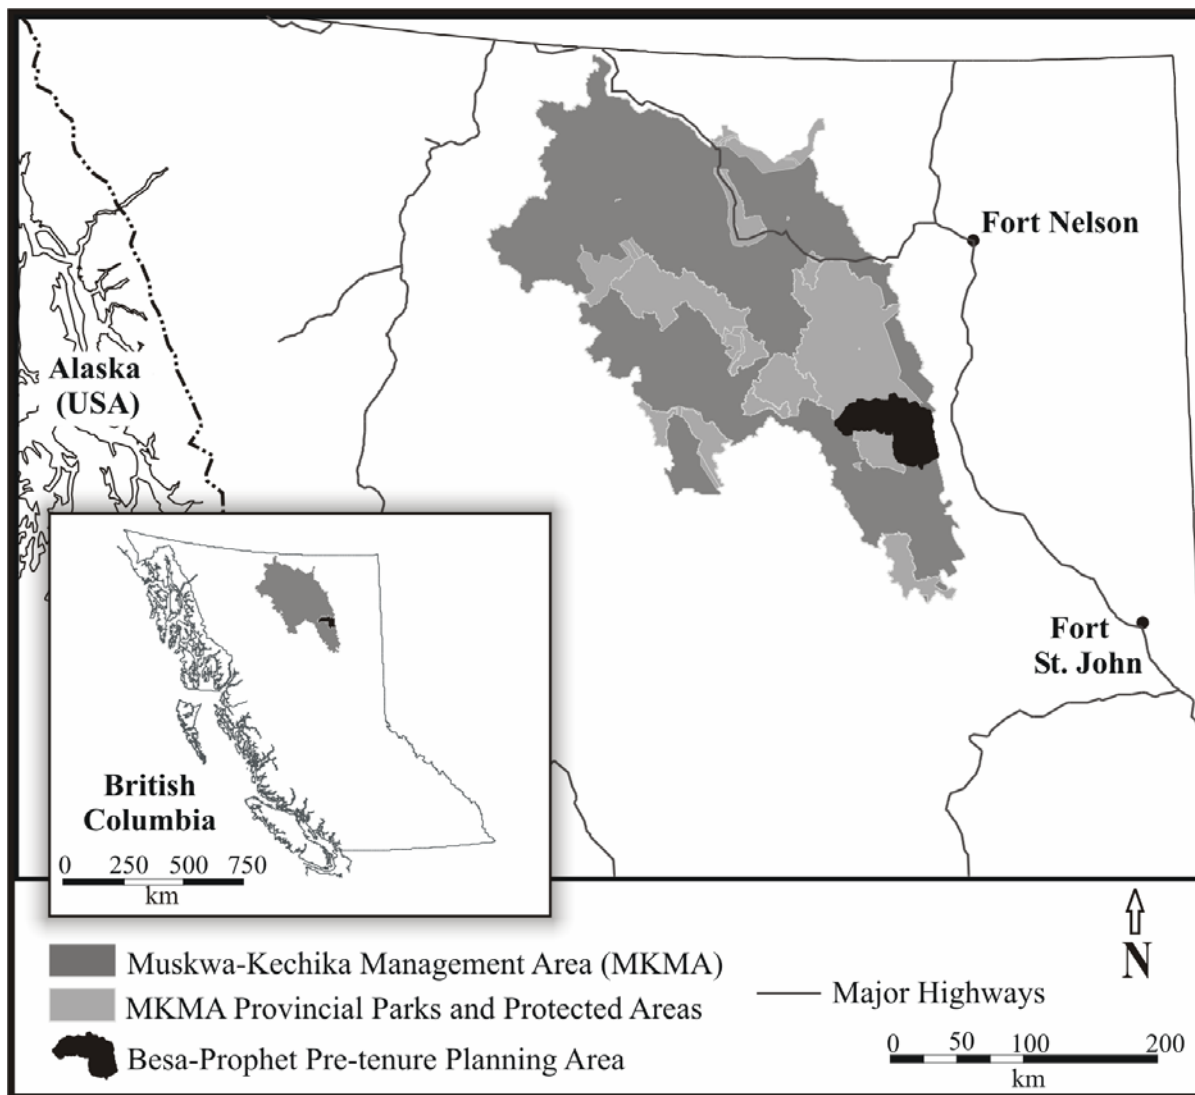 Fort Nelson
Alaska
(USA)
Fort
St. John
British
Columbia
0 250 500 750
km
N
Muskwa-Kechika Management Area (MKMA)
MKMA Provincial Parks and Protected Areas
Major Highways
Besa-Prophet Pre-tenure Planning Area
0 50 100 200
km